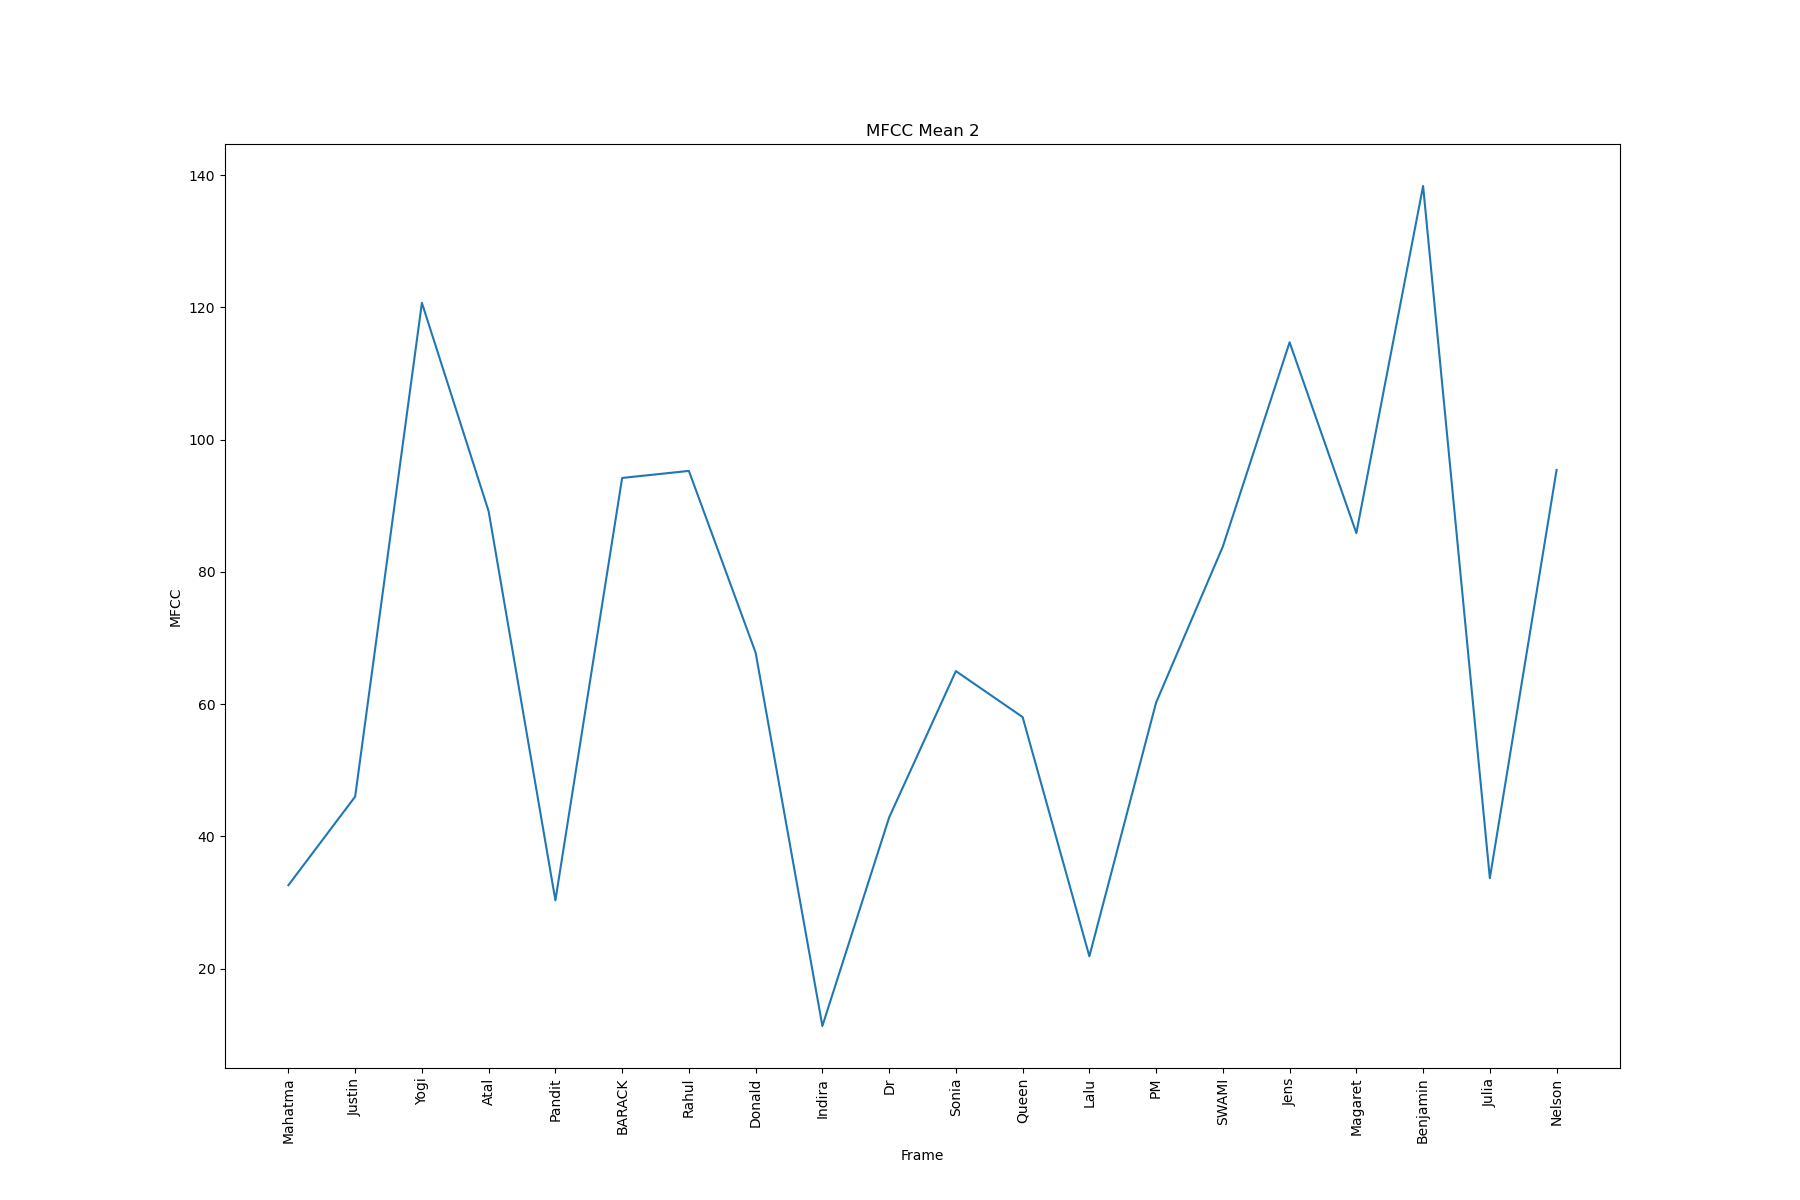 MFCC Mean 2
140
120
100
80
60
40
20
MFCC
Mahatma
Justin
Yogi
Atal
Pandit
BARACK
Rahul
Donald
Indira
Dr
Sonia
Queen
Lalu
PM
SWAMI
Jens
Magaret
Benjamin
Julia
Nelson
Frame